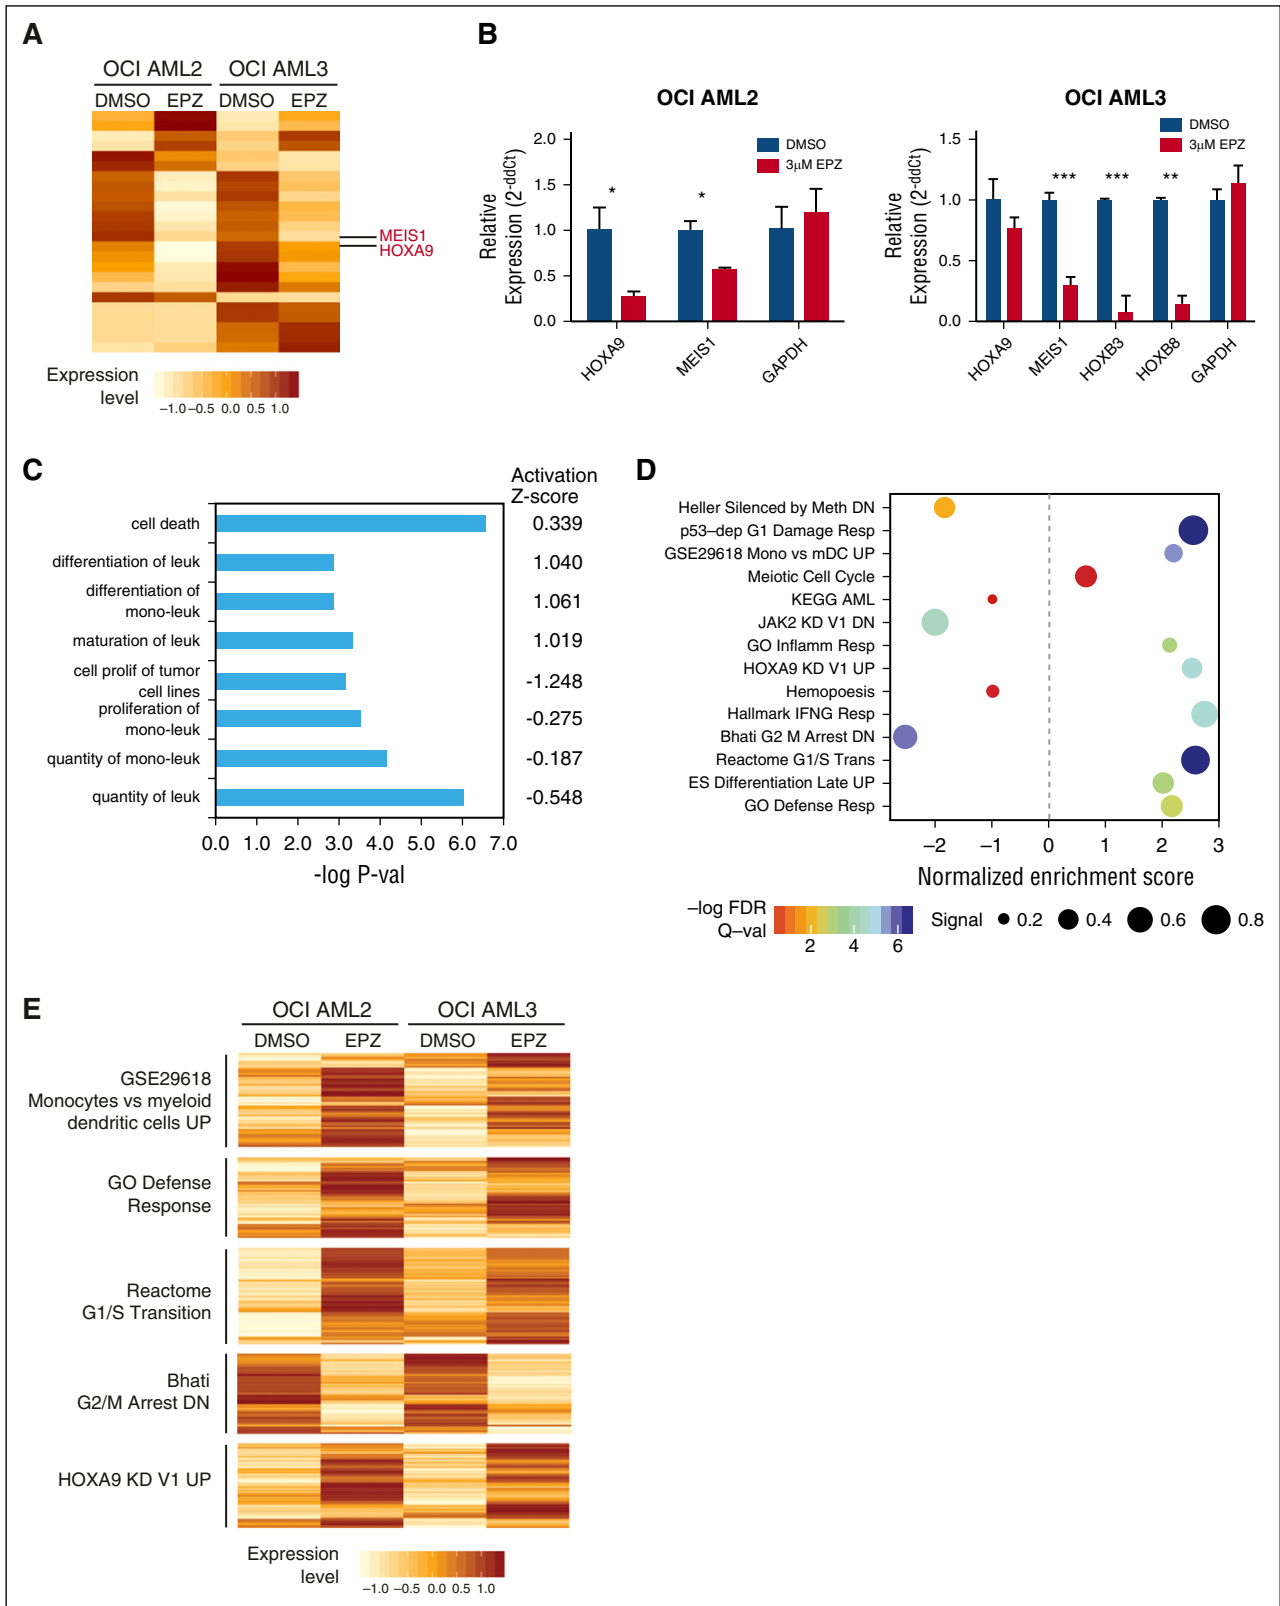 A
OCI AML2 OCI AML3
DMSO EPZ DMSO EPZ
MEIS1
HOXA9
Expression
level
−1.0 −0.5 0.0 0.5 1.0
B
OCI AML2
DMSO
3μM EPZ
Relative
Expression (2-ddCt)
2.0
1.5
1.0
0.5
0.0
* *
HOXA9 MEIS1 GAPDH
OCI AML3
DMSO
3μM EPZ
Relative
Expression (2-ddCt)
1.5
1.0
0.5
0.0
*** *** **
HOXA9 MEIS1 HOXB3 HOXB8 GAPDH
C
Activation
Z-score
cell death 0.339
differentiation of leuk 1.040
differentiation of
mono-leuk 1.061
maturation of leuk 1.019
cell prolif of tumor
cell lines -1.248
proliferation of
mono-leuk -0.275
quantity of mono-leuk -0.187
quantity of leuk -0.548
0.0 1.0 2.0 3.0 4.0 5.0 6.0 7.0
-log P-val
D
Heller Silenced by Meth DN
p53–dep G1 Damage Resp
GSE29618 Mono vs mDC UP
Meiotic Cell Cycle
KEGG AML
JAK2 KD V1 DN
GO Inflamm Resp
HOXA9 KD V1 UP
Hemopoesis
Hallmark IFNG Resp
Bhati G2 M Arrest DN
Reactome G1/S Trans
ES Differentiation Late UP
GO Defense Resp
−2 −1 0 1 2 3
Normalized enrichment score
–log FDR
Q–val
2 4 6
Signal 0.2 0.4 0.6 0.8
E
OCI AML2 OCI AML3
DMSO EPZ DMSO EPZ
GSE29618
Monocytes vs myeloid
dendritic cells UP
GO Defense
Response
Reactome
G1/S Transition
Bhati
G2/M Arrest DN
HOXA9 KD V1 UP
Expression
level
−1.0 −0.5 0.0 0.5 1.0